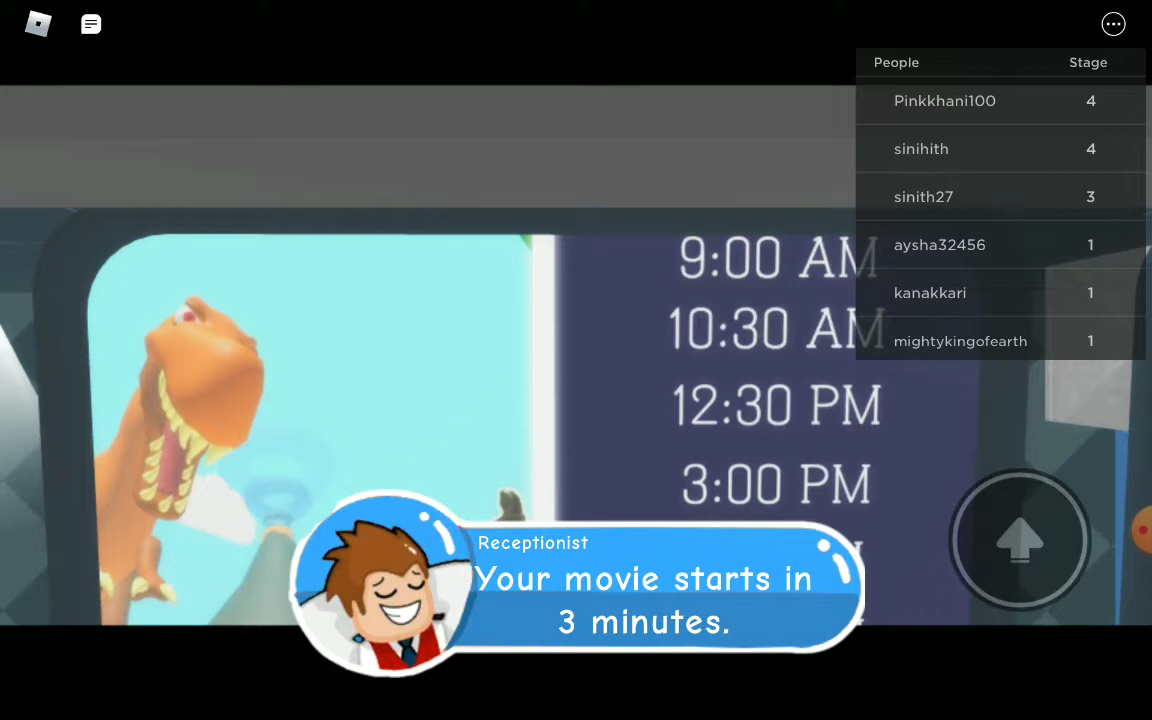 People Stage
Pinkkhani100 4
sinihith 4
sinith27 3
aysha32456 1
kanakkari 1
mightykingofearth 1
9:00 AM
10:30 AM
12:30 PM
3:00 PM
Receptionist
Your movie starts in
3 minutes.